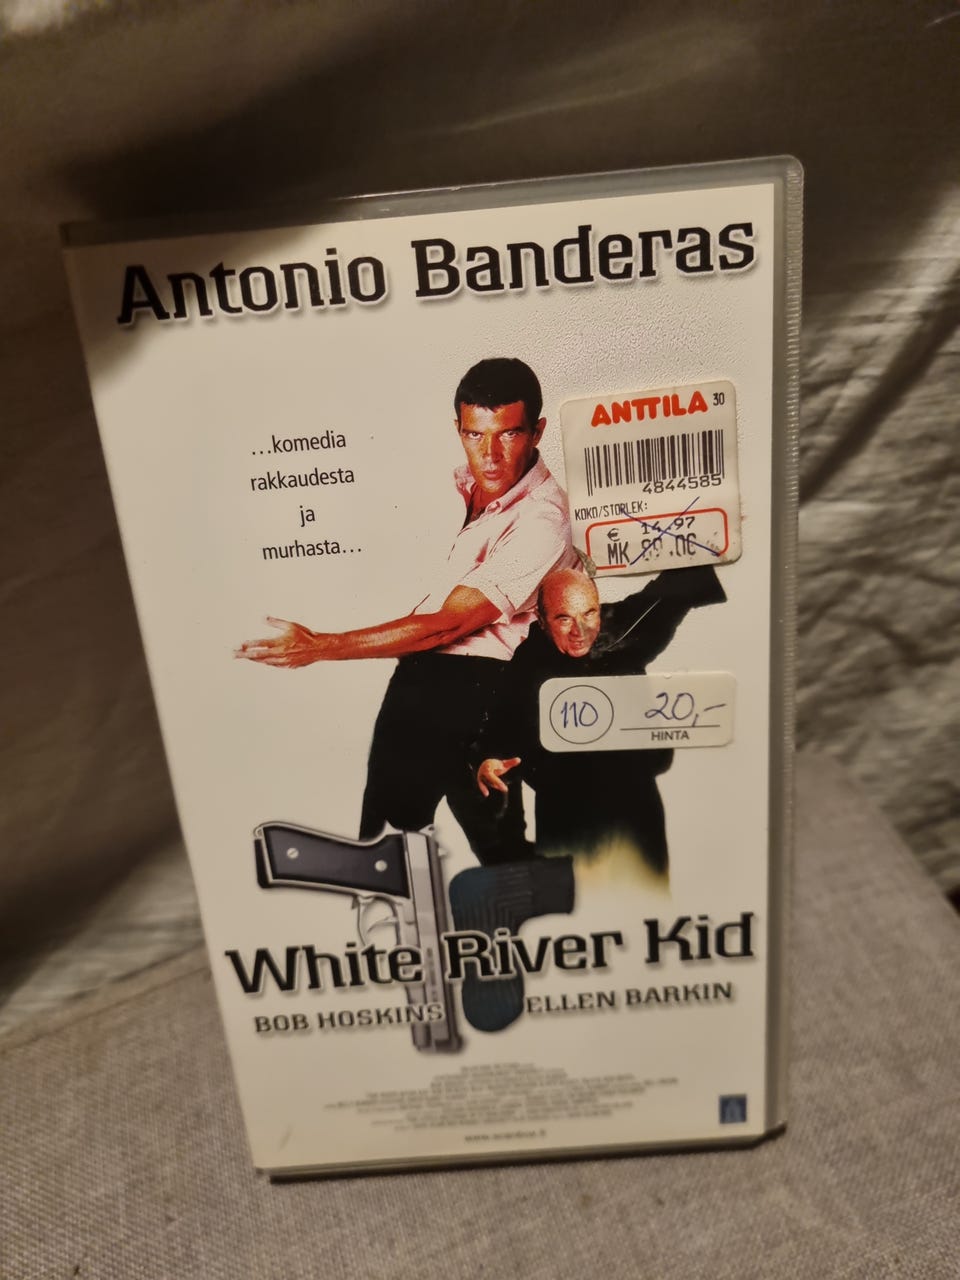 Antonio Banderas
...komedia
rakkaudesta
ja
murhasta...
ANTTILA 30
4844585
KOKO/STORLEK:
€ 14.97
MK
110 20,-
HINTA
White River Kid
BOB HOSKINS ELLEN BARKIN